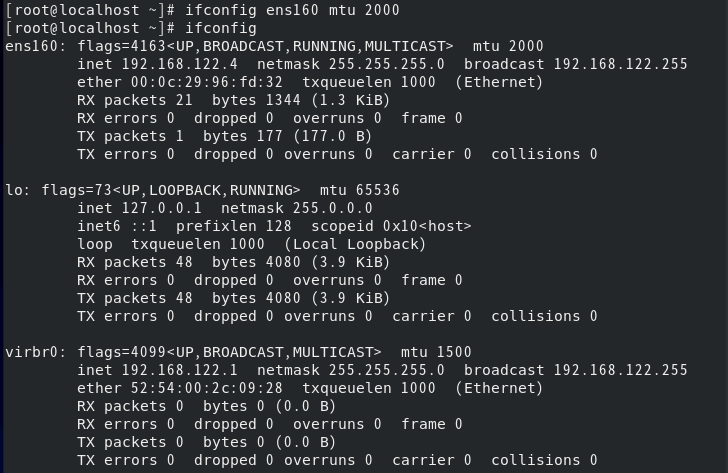 [root@localhost ~]# ifconfig ens160 mtu 2000
[root@localhost ~]# ifconfig
ens160: flags=4163<UP,BROADCAST,RUNNING,MULTICAST>  mtu 2000
        inet 192.168.122.4  netmask 255.255.255.0  broadcast 192.168.122.255
        ether 00:0c:29:96:fd:32  txqueuelen 1000  (Ethernet)
        RX packets 21  bytes 1344 (1.3 KiB)
        RX errors 0  dropped 0  overruns 0  frame 0
        TX packets 1  bytes 177 (177.0 B)
        TX errors 0  dropped 0 overruns 0  carrier 0  collisions 0

lo: flags=73<UP,LOOPBACK,RUNNING>  mtu 65536
        inet 127.0.0.1  netmask 255.0.0.0
        inet6 ::1  prefixlen 128  scopeid 0x10<host>
        loop  txqueuelen 1000  (Local Loopback)
        RX packets 48  bytes 4080 (3.9 KiB)
        RX errors 0  dropped 0  overruns 0  frame 0
        TX packets 48  bytes 4080 (3.9 KiB)
        TX errors 0  dropped 0 overruns 0  carrier 0  collisions 0

virbr0: flags=4099<UP,BROADCAST,MULTICAST>  mtu 1500
        inet 192.168.122.1  netmask 255.255.255.0  broadcast 192.168.122.255
        ether 52:54:00:2c:09:28  txqueuelen 1000  (Ethernet)
        RX packets 0  bytes 0 (0.0 B)
        RX errors 0  dropped 0  overruns 0  frame 0
        TX packets 0  bytes 0 (0.0 B)
        TX errors 0  dropped 0 overruns 0  carrier 0  collisions 0